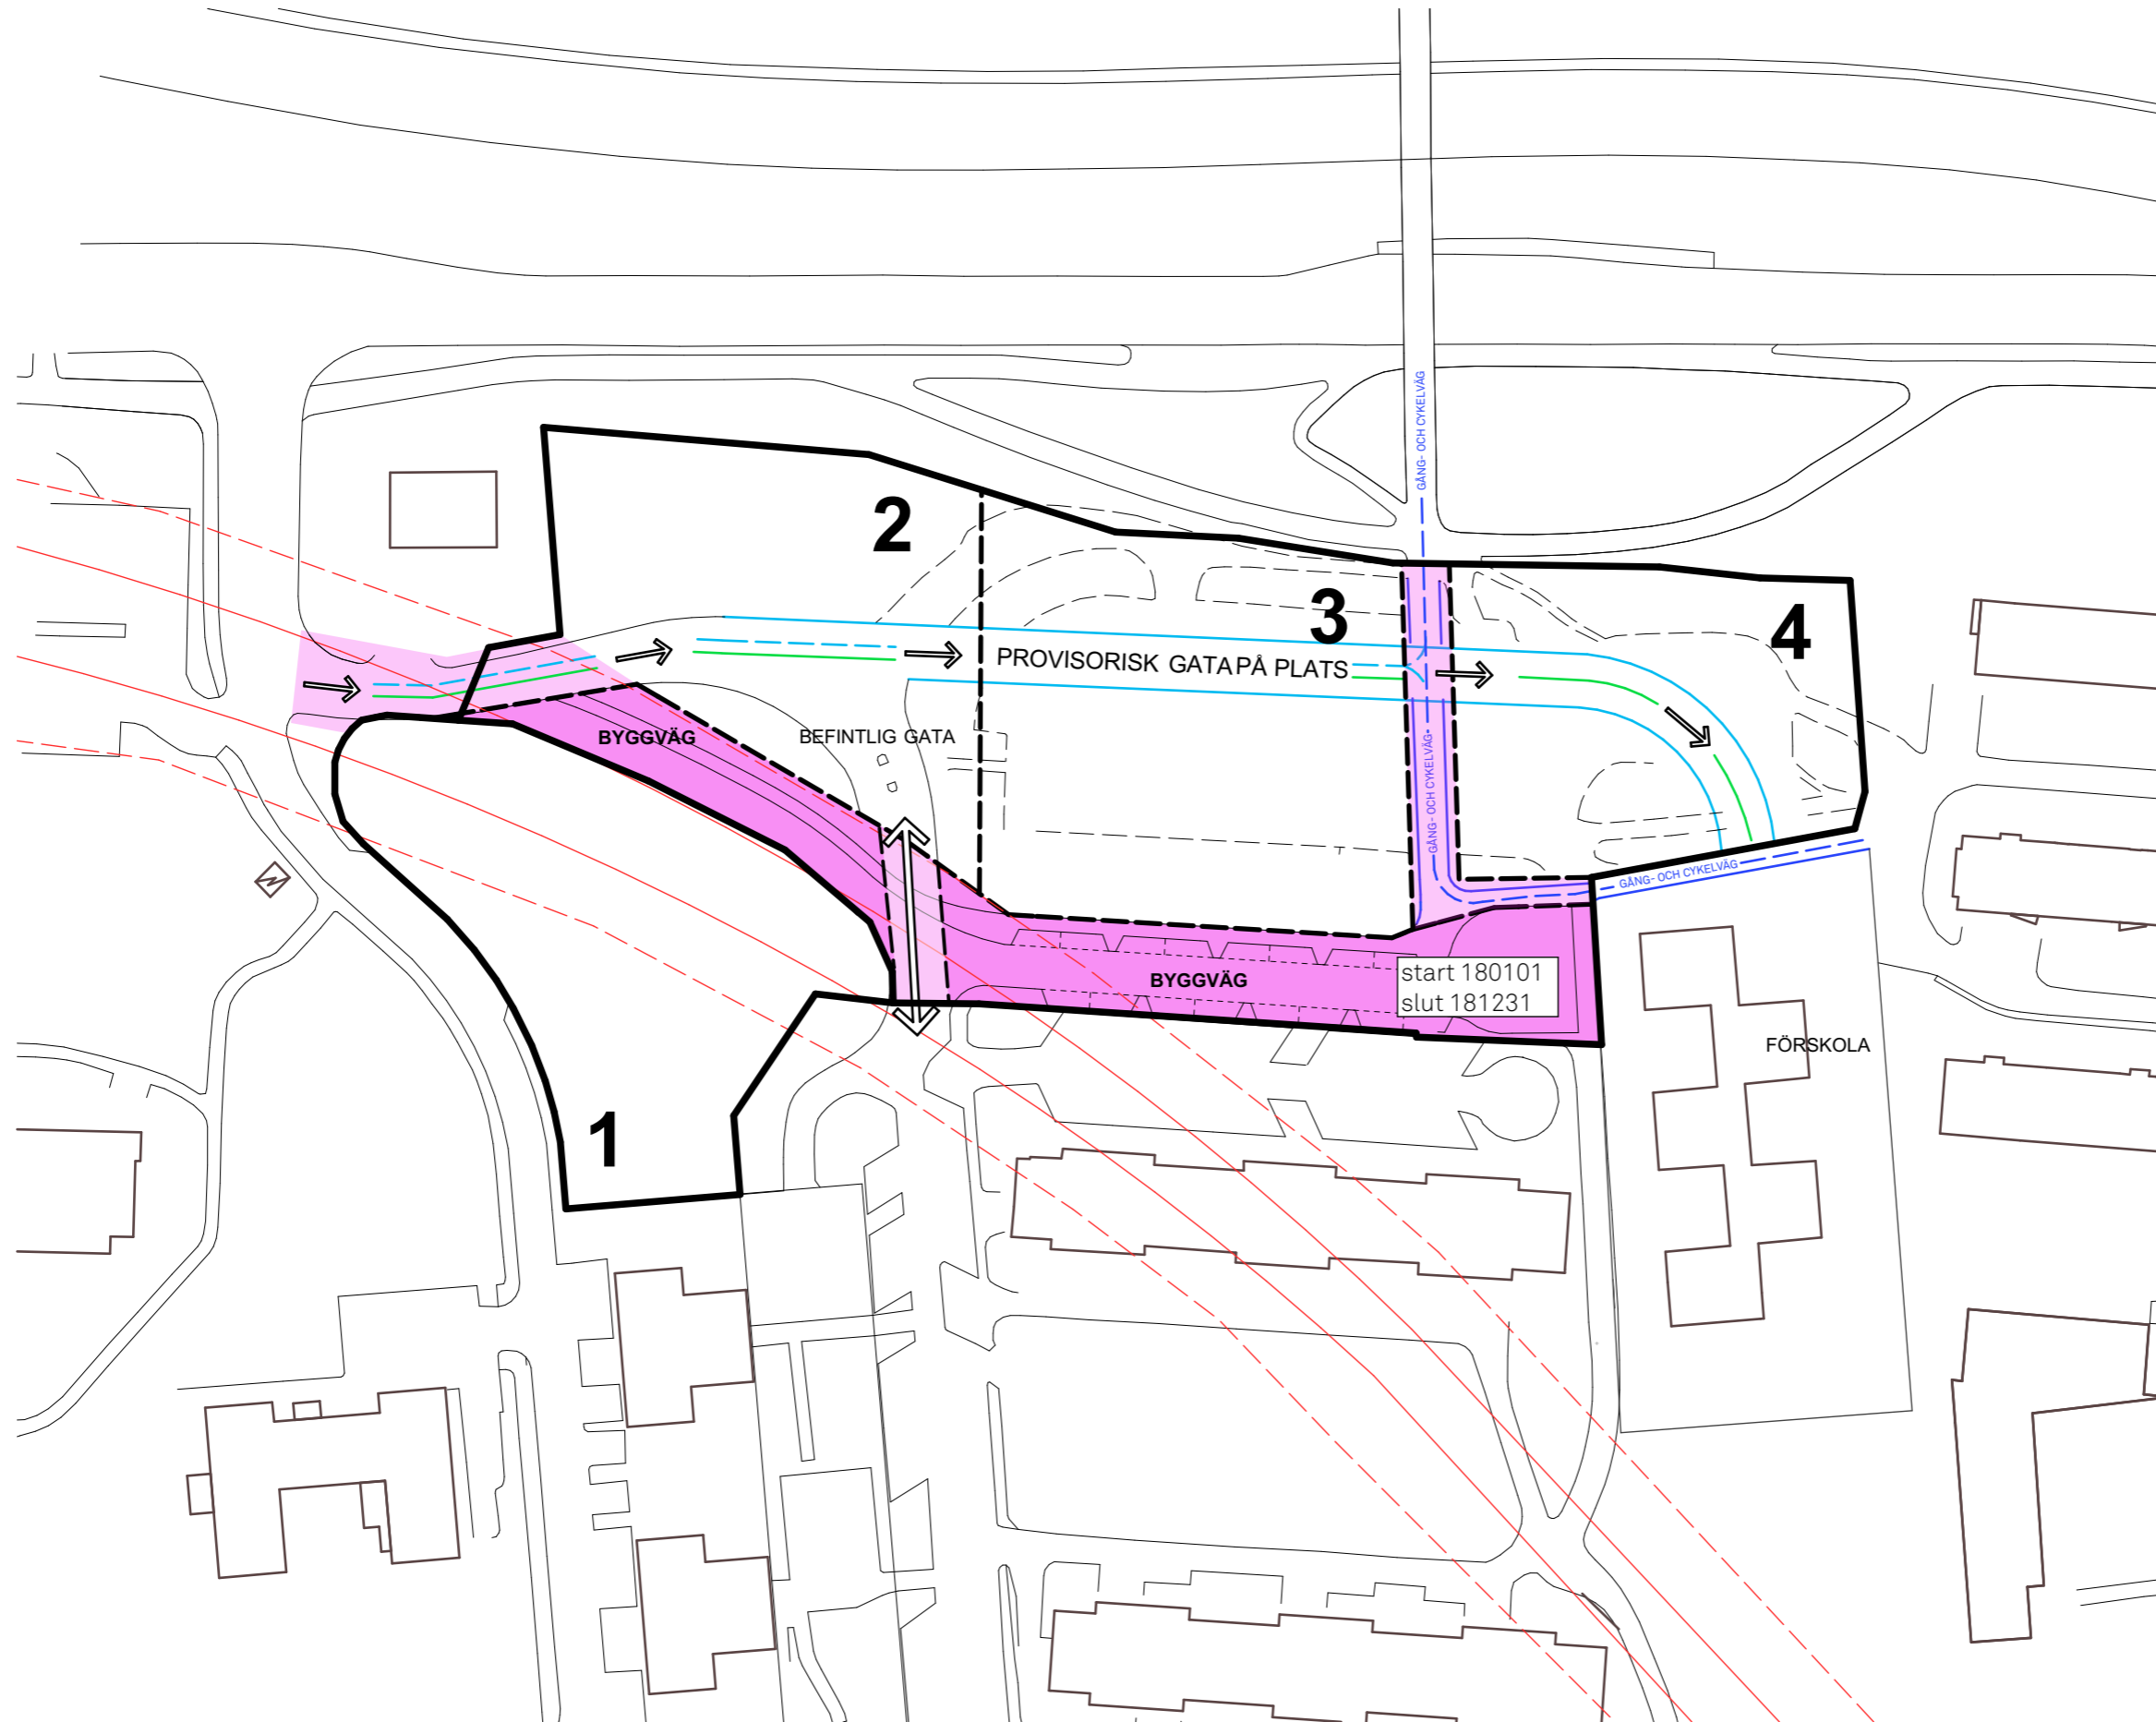 GÅNG- OCH CYKELVÄG
2
3
4
PROVISORISK GATA PÅ PLATS
BYGGVÄG
BEFINTLIG GATA
GÅNG- OCH CYKELVÄG
GÅNG- OCH CYKELVÄG
BYGGVÄG
start 180101
slut 181231
FÖRSKOLA
1